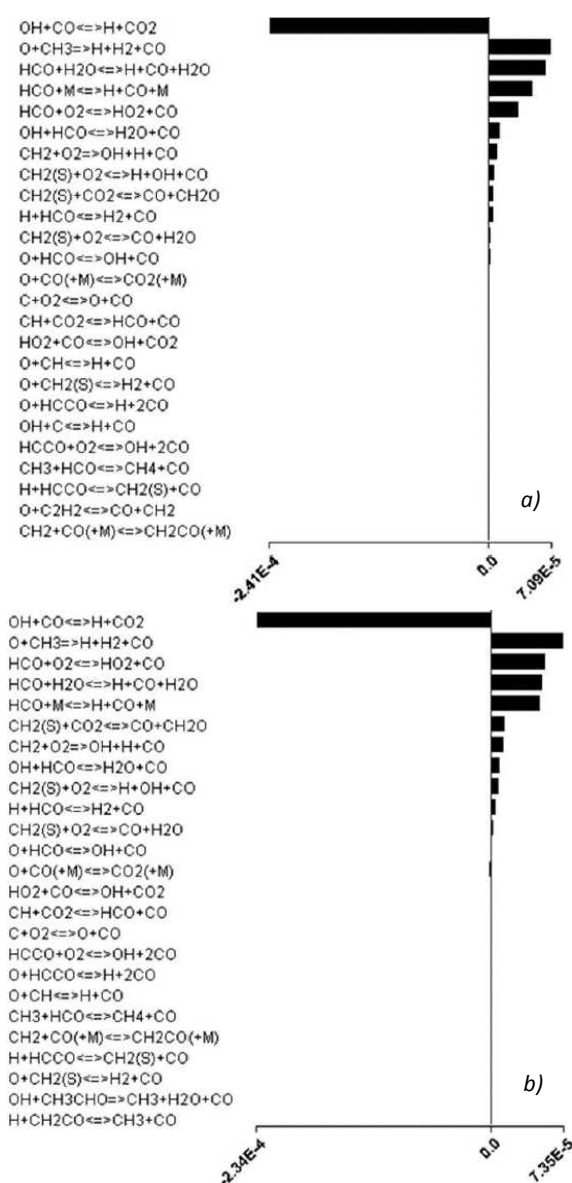 OH+CO<=>H+CO2
O+CH3=>H+H2+CO
HCO+H2O<=>H+CO+H2O
HCO+M<=>H+CO+M
HCO+O2<=>HO2+CO
OH+HCO<=>H2O+CO
CH2+O2=>OH+H+CO
CH2(S)+O2<=>H+OH+CO
CH2(S)+CO2<=>CO+CH2O
H+HCO<=>H2+CO
CH2(S)+O2<=>CO+H2O
O+HCO<=>OH+CO
O+CO(+M)<=>CO2(+M)
C+O2<=>O+CO
CH+CO2<=>HCO+CO
HO2+CO<=>OH+CO2
O+CH<=>H+CO
O+CH2(S)<=>H2+CO
O+HCCO<=>H+2CO
OH+C<=>H+CO
HCCO+O2<=>OH+2CO
CH3+HCO<=>CH4+CO
H+HCCO<=>CH2(S)+CO
O+C2H2<=>CO+CH2
CH2+CO(+M)<=>CH2CO(+M)
a)
-2.41E-4 0.0 7.09E-5
OH+CO<=>H+CO2
O+CH3=>H+H2+CO
HCO+O2<=>HO2+CO
HCO+H2O<=>H+CO+H2O
HCO+M<=>H+CO+M
CH2(S)+CO2<=>CO+CH2O
CH2+O2=>OH+H+CO
OH+HCO<=>H2O+CO
CH2(S)+O2<=>H+OH+CO
H+HCO<=>H2+CO
CH2(S)+O2<=>CO+H2O
O+HCO<=>OH+CO
O+CO(+M)<=>CO2(+M)
HO2+CO<=>OH+CO2
CH+CO2<=>HCO+CO
C+O2<=>O+CO
HCCO+O2<=>OH+2CO
O+HCCO<=>H+2CO
O+CH<=>H+CO
CH3+HCO<=>CH4+CO
CH2+CO(+M)<=>CH2CO(+M)
H+HCCO<=>CH2(S)+CO
O+CH2(S)<=>H2+CO
OH+CH3CHO=>CH3+H2O+CO
H+CH2CO<=>CH3+CO
b)
-2.34E-4 0.0 7.35E-5